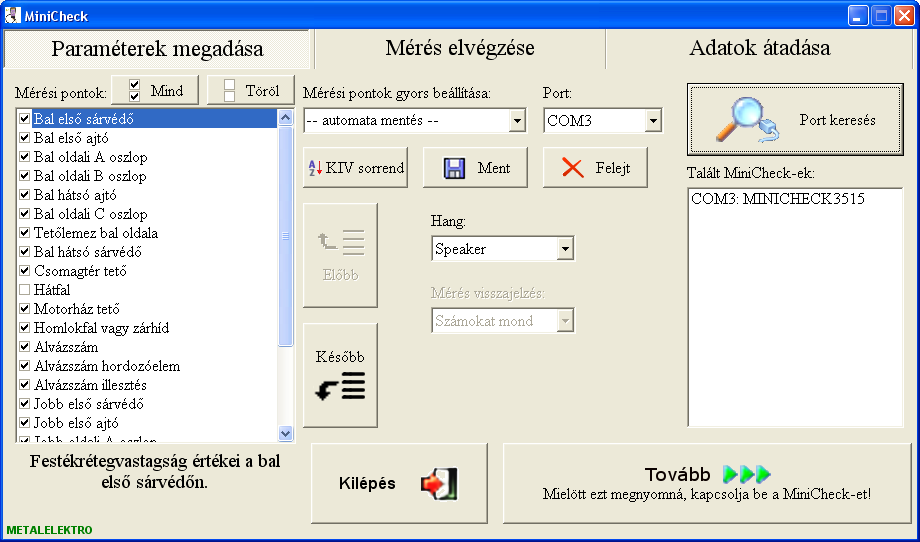 MiniCheck
Paraméterek megadása
Mérés elvégzése
Adatok átadása
Mérési pontok:
Mind
Töröl
Bal első sárvédő
Bal első ajtó
Bal oldali A oszlop
Bal oldali B oszlop
Bal hátsó ajtó
Bal oldali C oszlop
Tetőlemez bal oldala
Bal hátsó sárvédő
Csomagtér tető
Hátfal
Motorház tető
Homlokfal vagy zárhíd
Alvázszám
Alvázszám hordozóelem
Alvázszám illesztés
Jobb első sárvédő
Jobb első ajtó
Jobb oldali A oszlop
Festékrétegvastagság értékei a bal
első sárvédőn.
METALELEKTRO
Mérési pontok gyors beállítása:
-- automata mentés --
Port:
COM3
KIV sorrend
Ment
Felejt
Előbb
Később
Hang:
Speaker
Mérés visszajelzés:
Számokat mond
Port keresés
Talált MiniCheck-ek:
COM3: MINICHECK3515
Kilépés
Tovább
Mielött ezt megnyomná, kapcsolja be a MiniCheck-et!